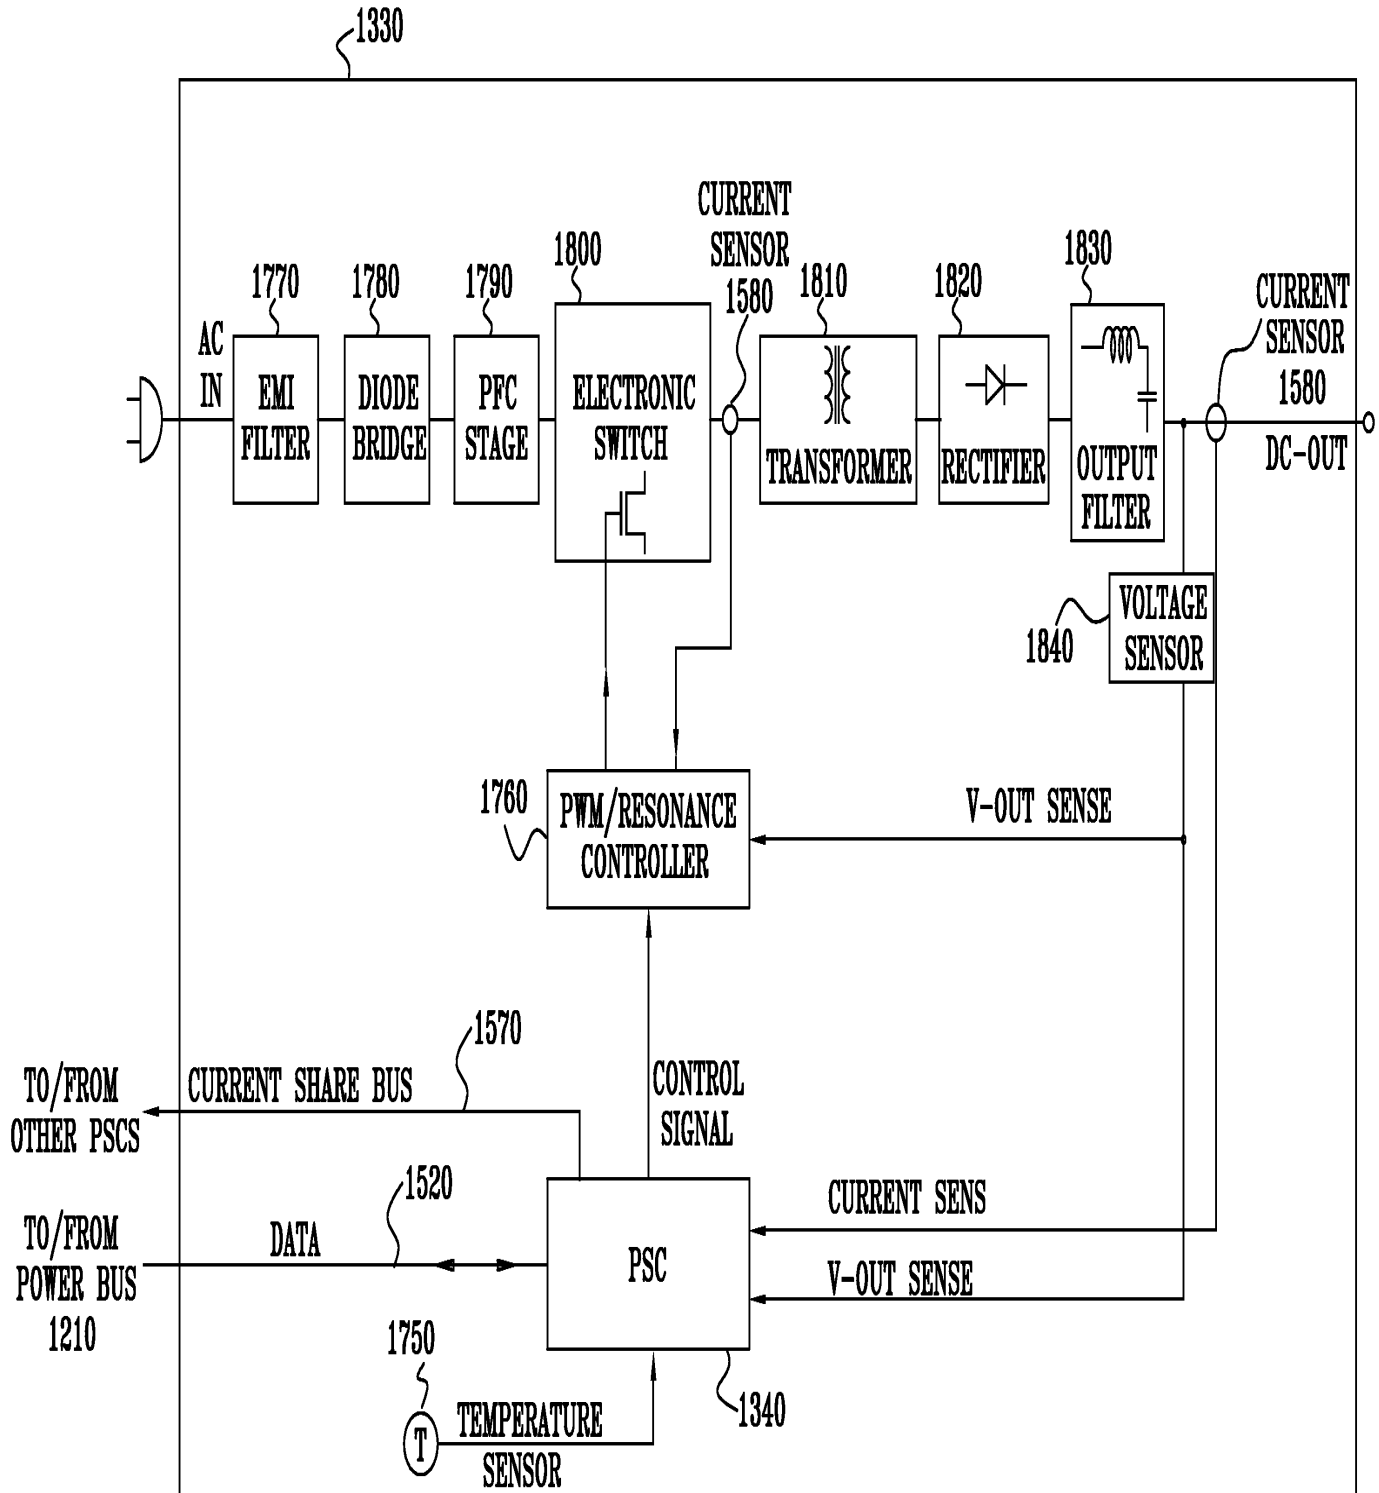 1330
CURRENT
SENSOR
1580
1800
1830
1770
1780
1790
1810
1820
CURRENT
SENSOR
1580
AC
IN
EMI
FILTER
DIODE
BRIDGE
PFC
STAGE
ELECTRONIC
SWITCH
TRANSFORMER
RECTIFIER
OUTPUT
FILTER
DC-OUT
VOLTAGE
SENSOR
1840
1760
PWM/RESONANCE
CONTROLLER
V-OUT SENSE
1570
TO/FROM
OTHER PSCS
CURRENT SHARE BUS
CONTROL
SIGNAL
1520
TO/FROM
POWER BUS
1210
DATA
PSC
CURRENT SENS
V-OUT SENSE
1750
1340
T
TEMPERATURE
SENSOR